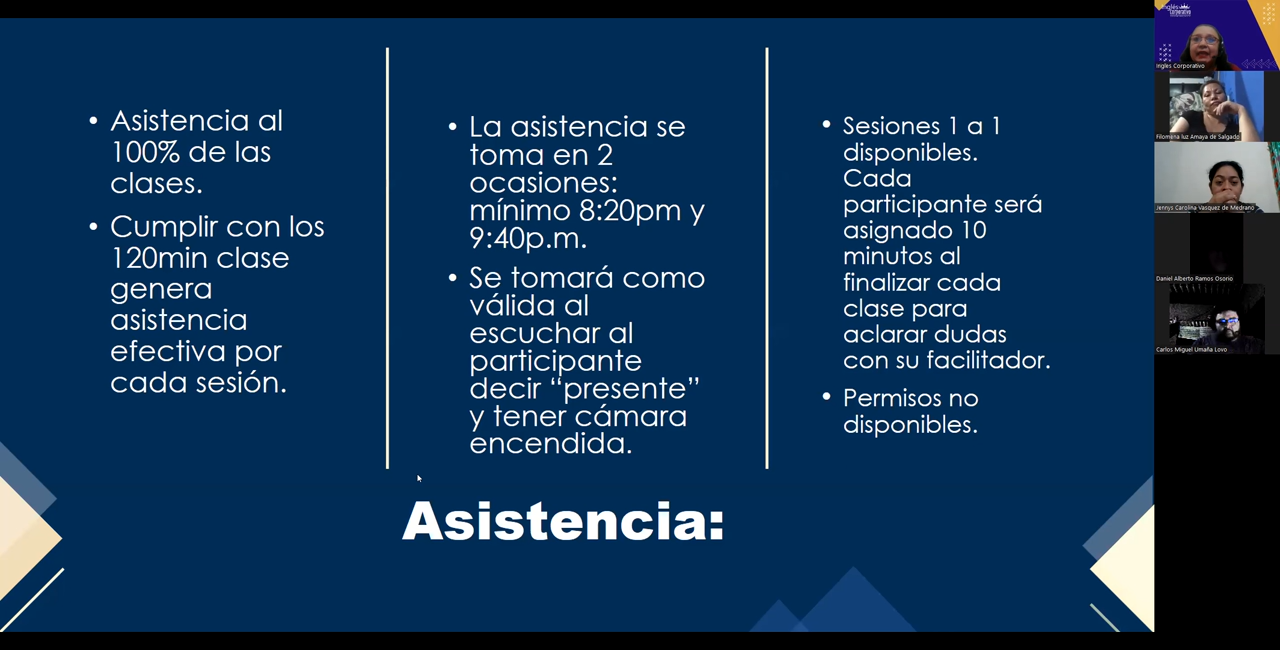 • Asistencia al
100% de las
clases.
• Cumplir con los
120min clase
genera
asistencia
efectiva por
cada sesión.
• La asistencia se
toma en 2
ocasiones:
mínimo 8:20pm y
9:40p.m.
• Se tomará como
válida al
escuchar al
participante
decir “presente”
y tener cámara
encendida.
• Sesiones 1 a 1
disponibles.
Cada
participante será
asignado 10
minutos al
finalizar cada
clase para
aclarar dudas
con su facilitador.
• Permisos no
disponibles.
Asistencia:
Inglés
Corporativo
Ingles Corporativo
Filomena luz Amaya de Salgado
Jennys Carolina Vasquez de Medrano
Daniel Alberto Ramos Osorio
Carlos Miguel Umaña Lovo